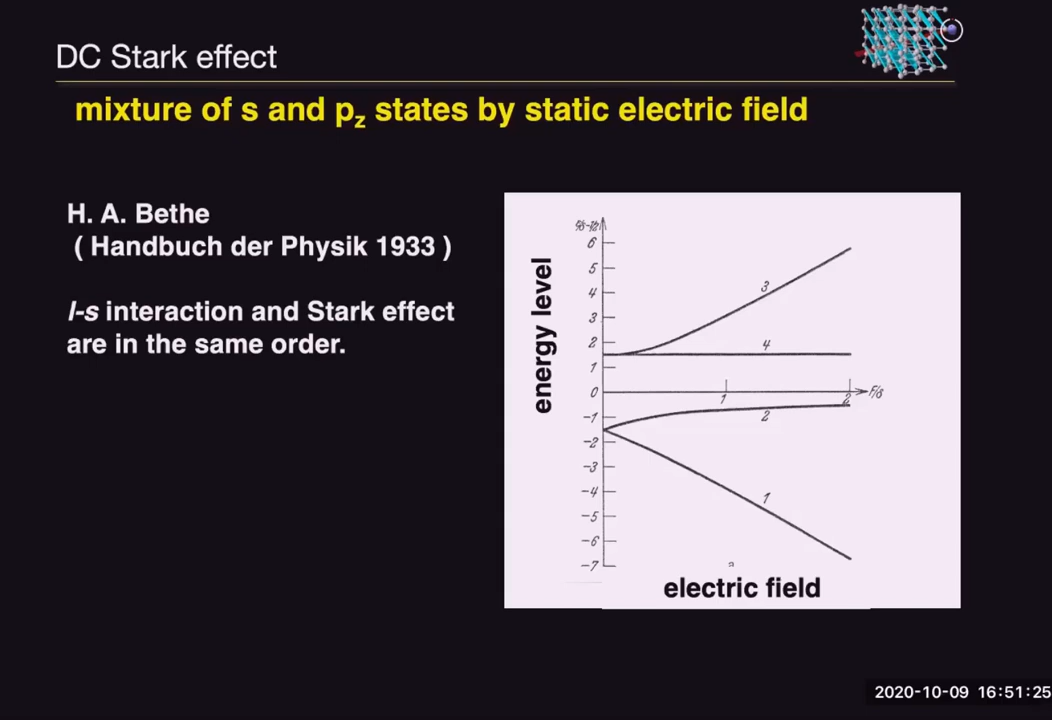 DC Stark effect
mixture of s and pz states by static electric field
H. A. Bethe
( Handbuch der Physik 1933 )
l-s interaction and Stark effect
are in the same order.
energy level
6
5
4
3
2
1
0
-1
-2
-3
-4
-5
-6
-7
3
4
1
2
F/s
2
1
electric field
2020-10-09 16:51:25